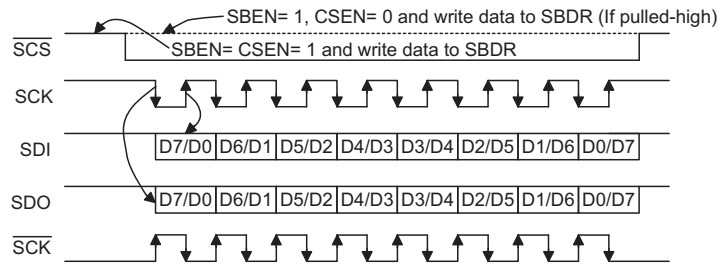 SBEN= 1, CSEN= 0 and write data to SBDR (If pulled-high)
SCS
SBEN= CSEN= 1 and write data to SBDR
SCK
SDI D7/D0 D6/D1 D5/D2 D4/D3 D3/D4 D2/D5 D1/D6 D0/D7
SDO D7/D0 D6/D1 D5/D2 D4/D3 D3/D4 D2/D5 D1/D6 D0/D7
SCK